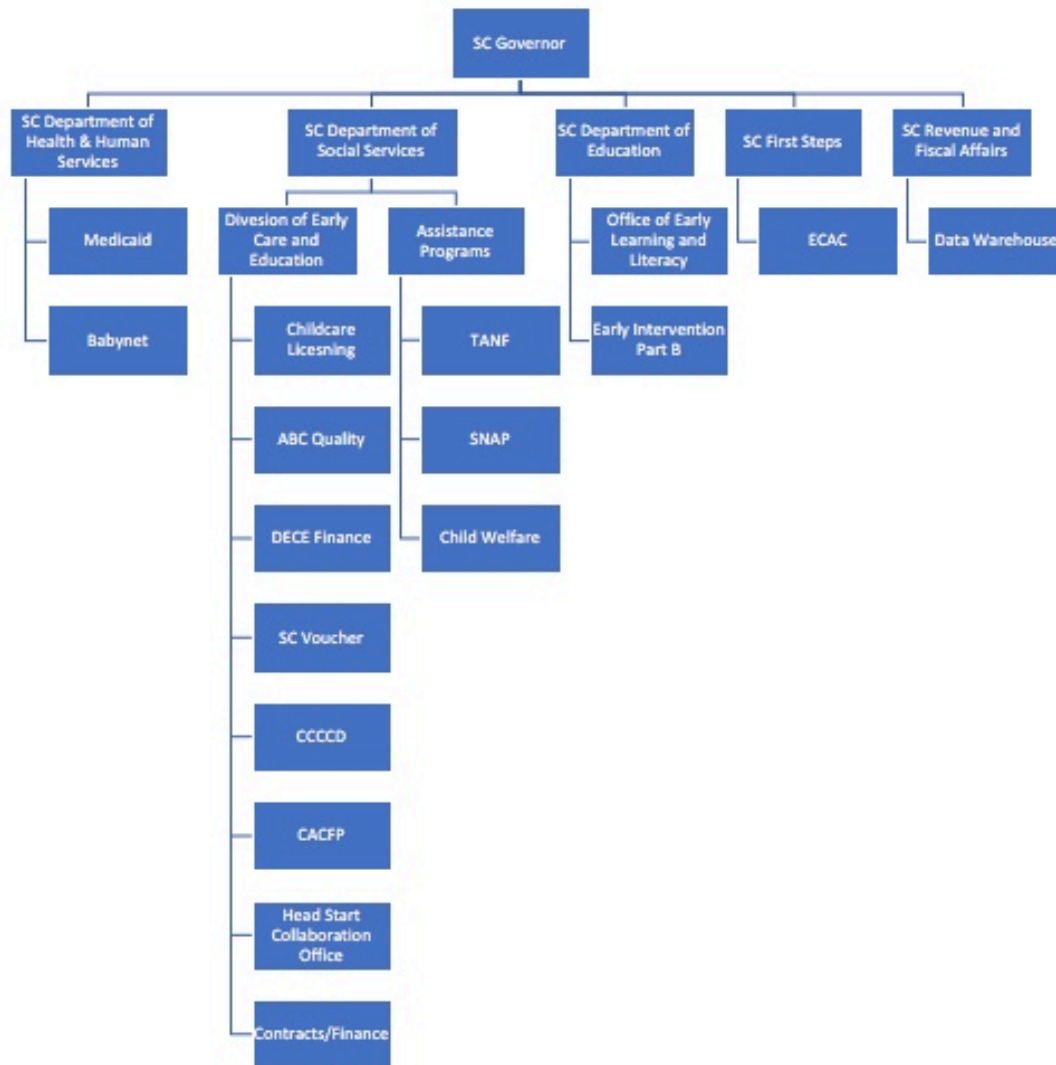 SC Governor
SC Department of
Health & Human
Services
SC Department of
Social Services
SC Department of
Education
SC First Steps
SC Revenue and
Fiscal Affairs
Medicaid
Babynet
Divesion of Early
Care and
Education
Assistance
Programs
Office of Early
Learning and
Literacy
Early Intervention
Part B
ECAC
Data Warehouse
Childcare
Licesning
ABC Quality
DECE Finance
SC Voucher
CCCCD
CACFP
Head Start
Collaboration
Office
Contracts/Finance
TANF
SNAP
Child Welfare